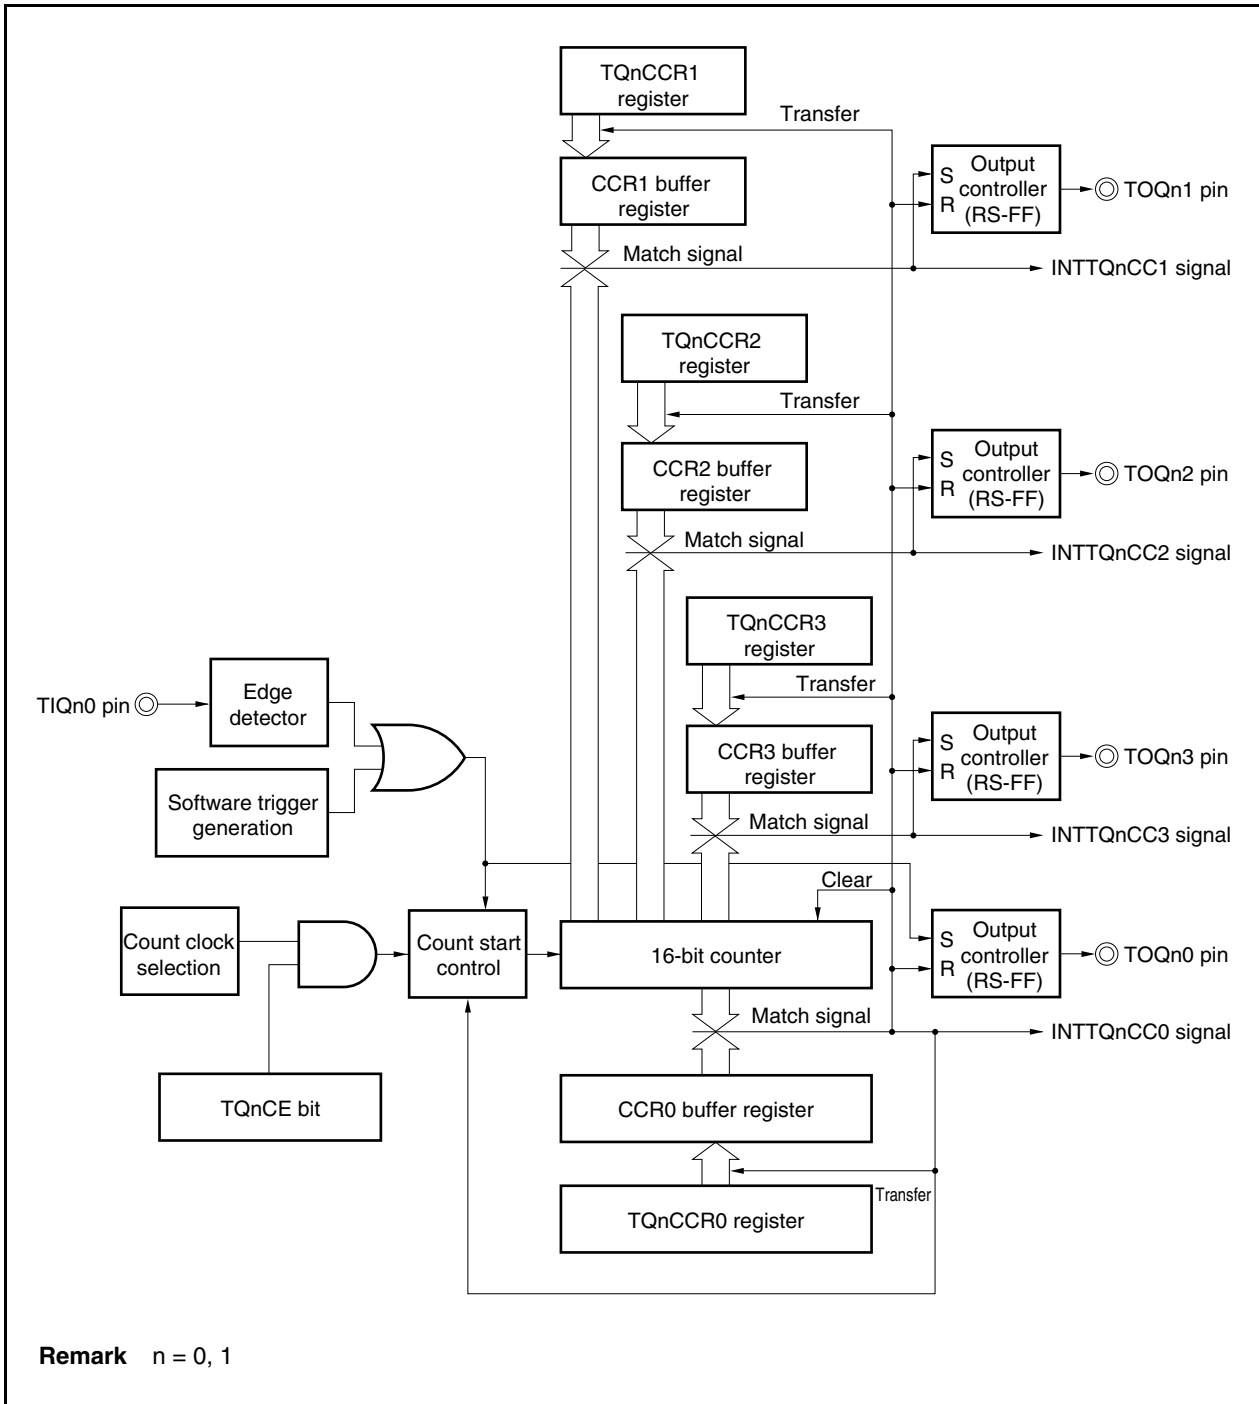 TQnCCR1
register
Transfer
CCR1 buffer
register
S
R
Output
controller
(RS-FF)
TOQn1 pin
Match signal
INTTQnCC1 signal
TQnCCR2
register
Transfer
CCR2 buffer
register
S
R
Output
controller
(RS-FF)
TOQn2 pin
Match signal
INTTQnCC2 signal
TQnCCR3
register
Transfer
TIQn0 pin
Edge
detector
CCR3 buffer
register
S
R
Output
controller
(RS-FF)
TOQn3 pin
Software trigger
generation
Match signal
INTTQnCC3 signal
Clear
Count clock
selection
Count start
control
16-bit counter
S
R
Output
controller
(RS-FF)
TOQn0 pin
Match signal
INTTQnCC0 signal
TQnCE bit
CCR0 buffer register
Transfer
TQnCCR0 register
Remark n = 0, 1